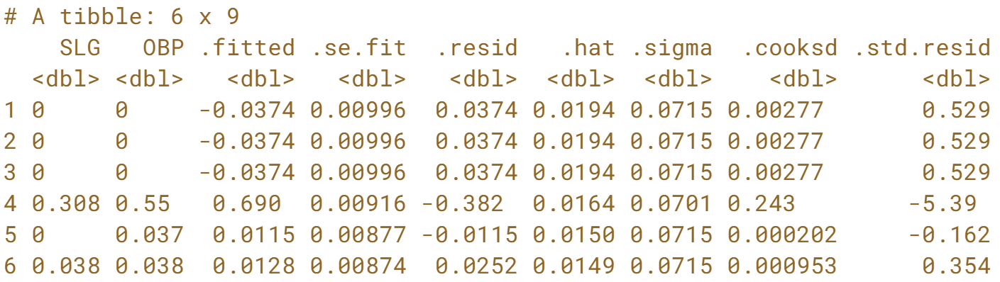 # A tibble: 6 x 9
SLG OBP .fitted .se.fit .resid .hat .sigma .cooksd .std.resid
<dbl> <dbl> <dbl> <dbl> <dbl> <dbl> <dbl> <dbl> <dbl>
1 0 0 -0.0374 0.00996 0.0374 0.0194 0.0715 0.00277 0.529
2 0 0 -0.0374 0.00996 0.0374 0.0194 0.0715 0.00277 0.529
3 0 0 -0.0374 0.00996 0.0374 0.0194 0.0715 0.00277 0.529
4 0.308 0.55 0.690 0.00916 -0.382 0.0164 0.0701 0.243 -5.39
5 0 0.037 0.0115 0.00877 -0.0115 0.0150 0.0715 0.000202 -0.162
6 0.038 0.038 0.0128 0.00874 0.0252 0.0149 0.0715 0.000953 0.354